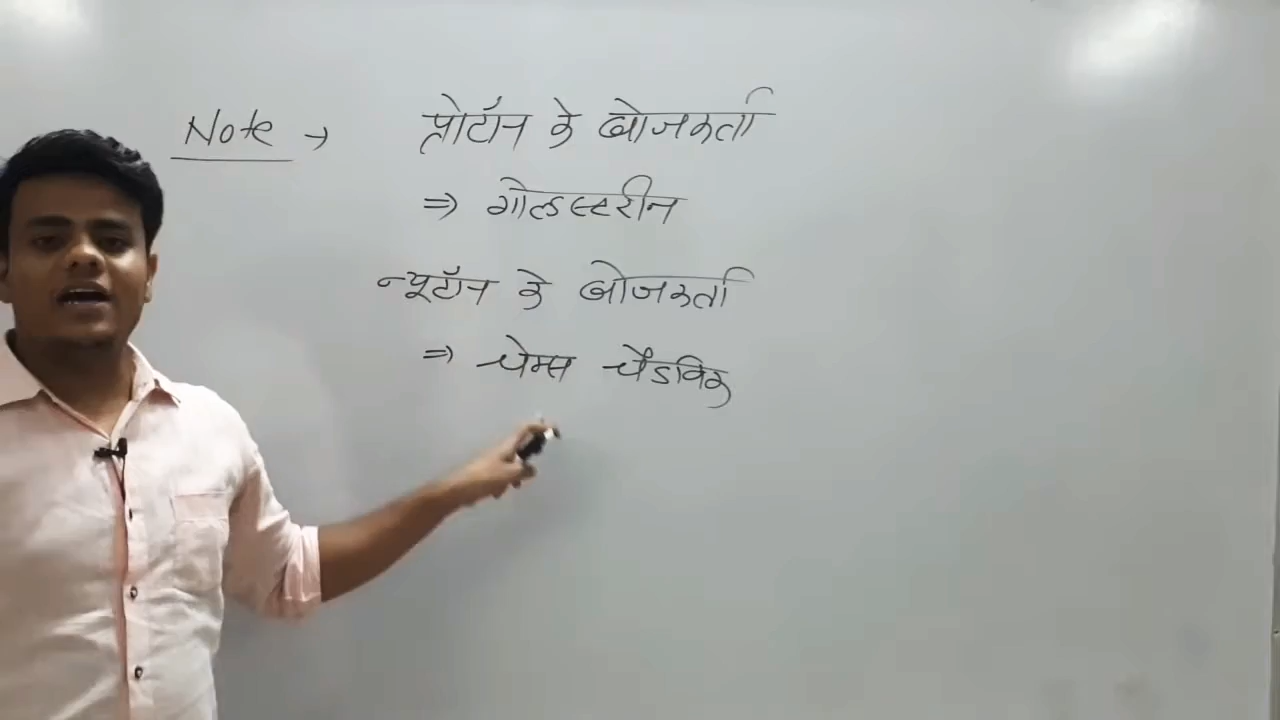 Note → प्रोटॉन के खोजकर्ता
⇒ गोल्डस्टीन
न्यूट्रॉन के खोजकर्ता
⇒ जेम्स चैडविक